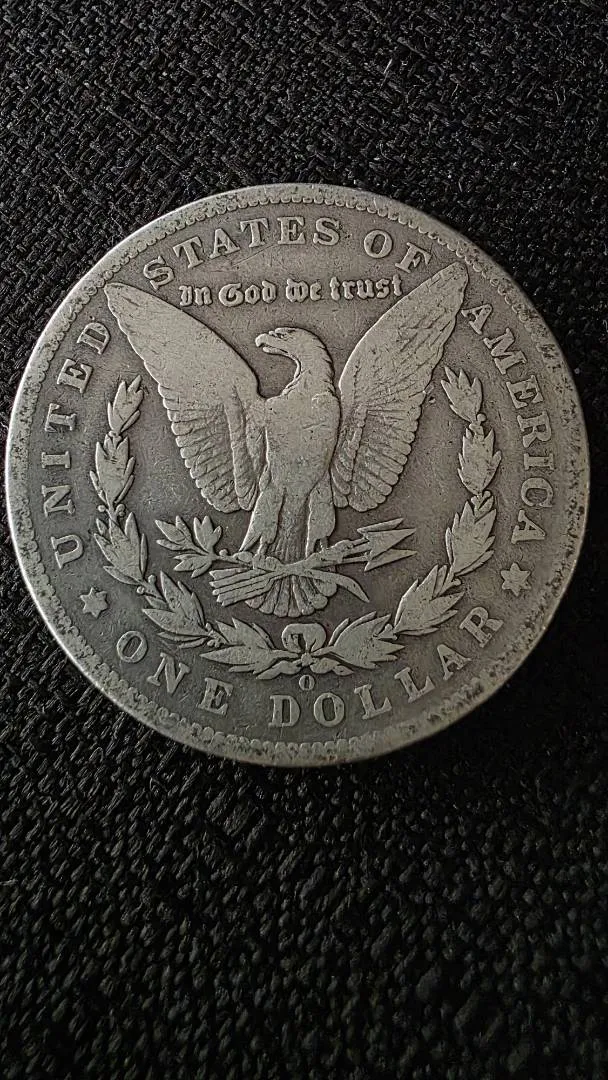 UNITED STATES OF AMERICA
In God we trust
O
ONE DOLLAR